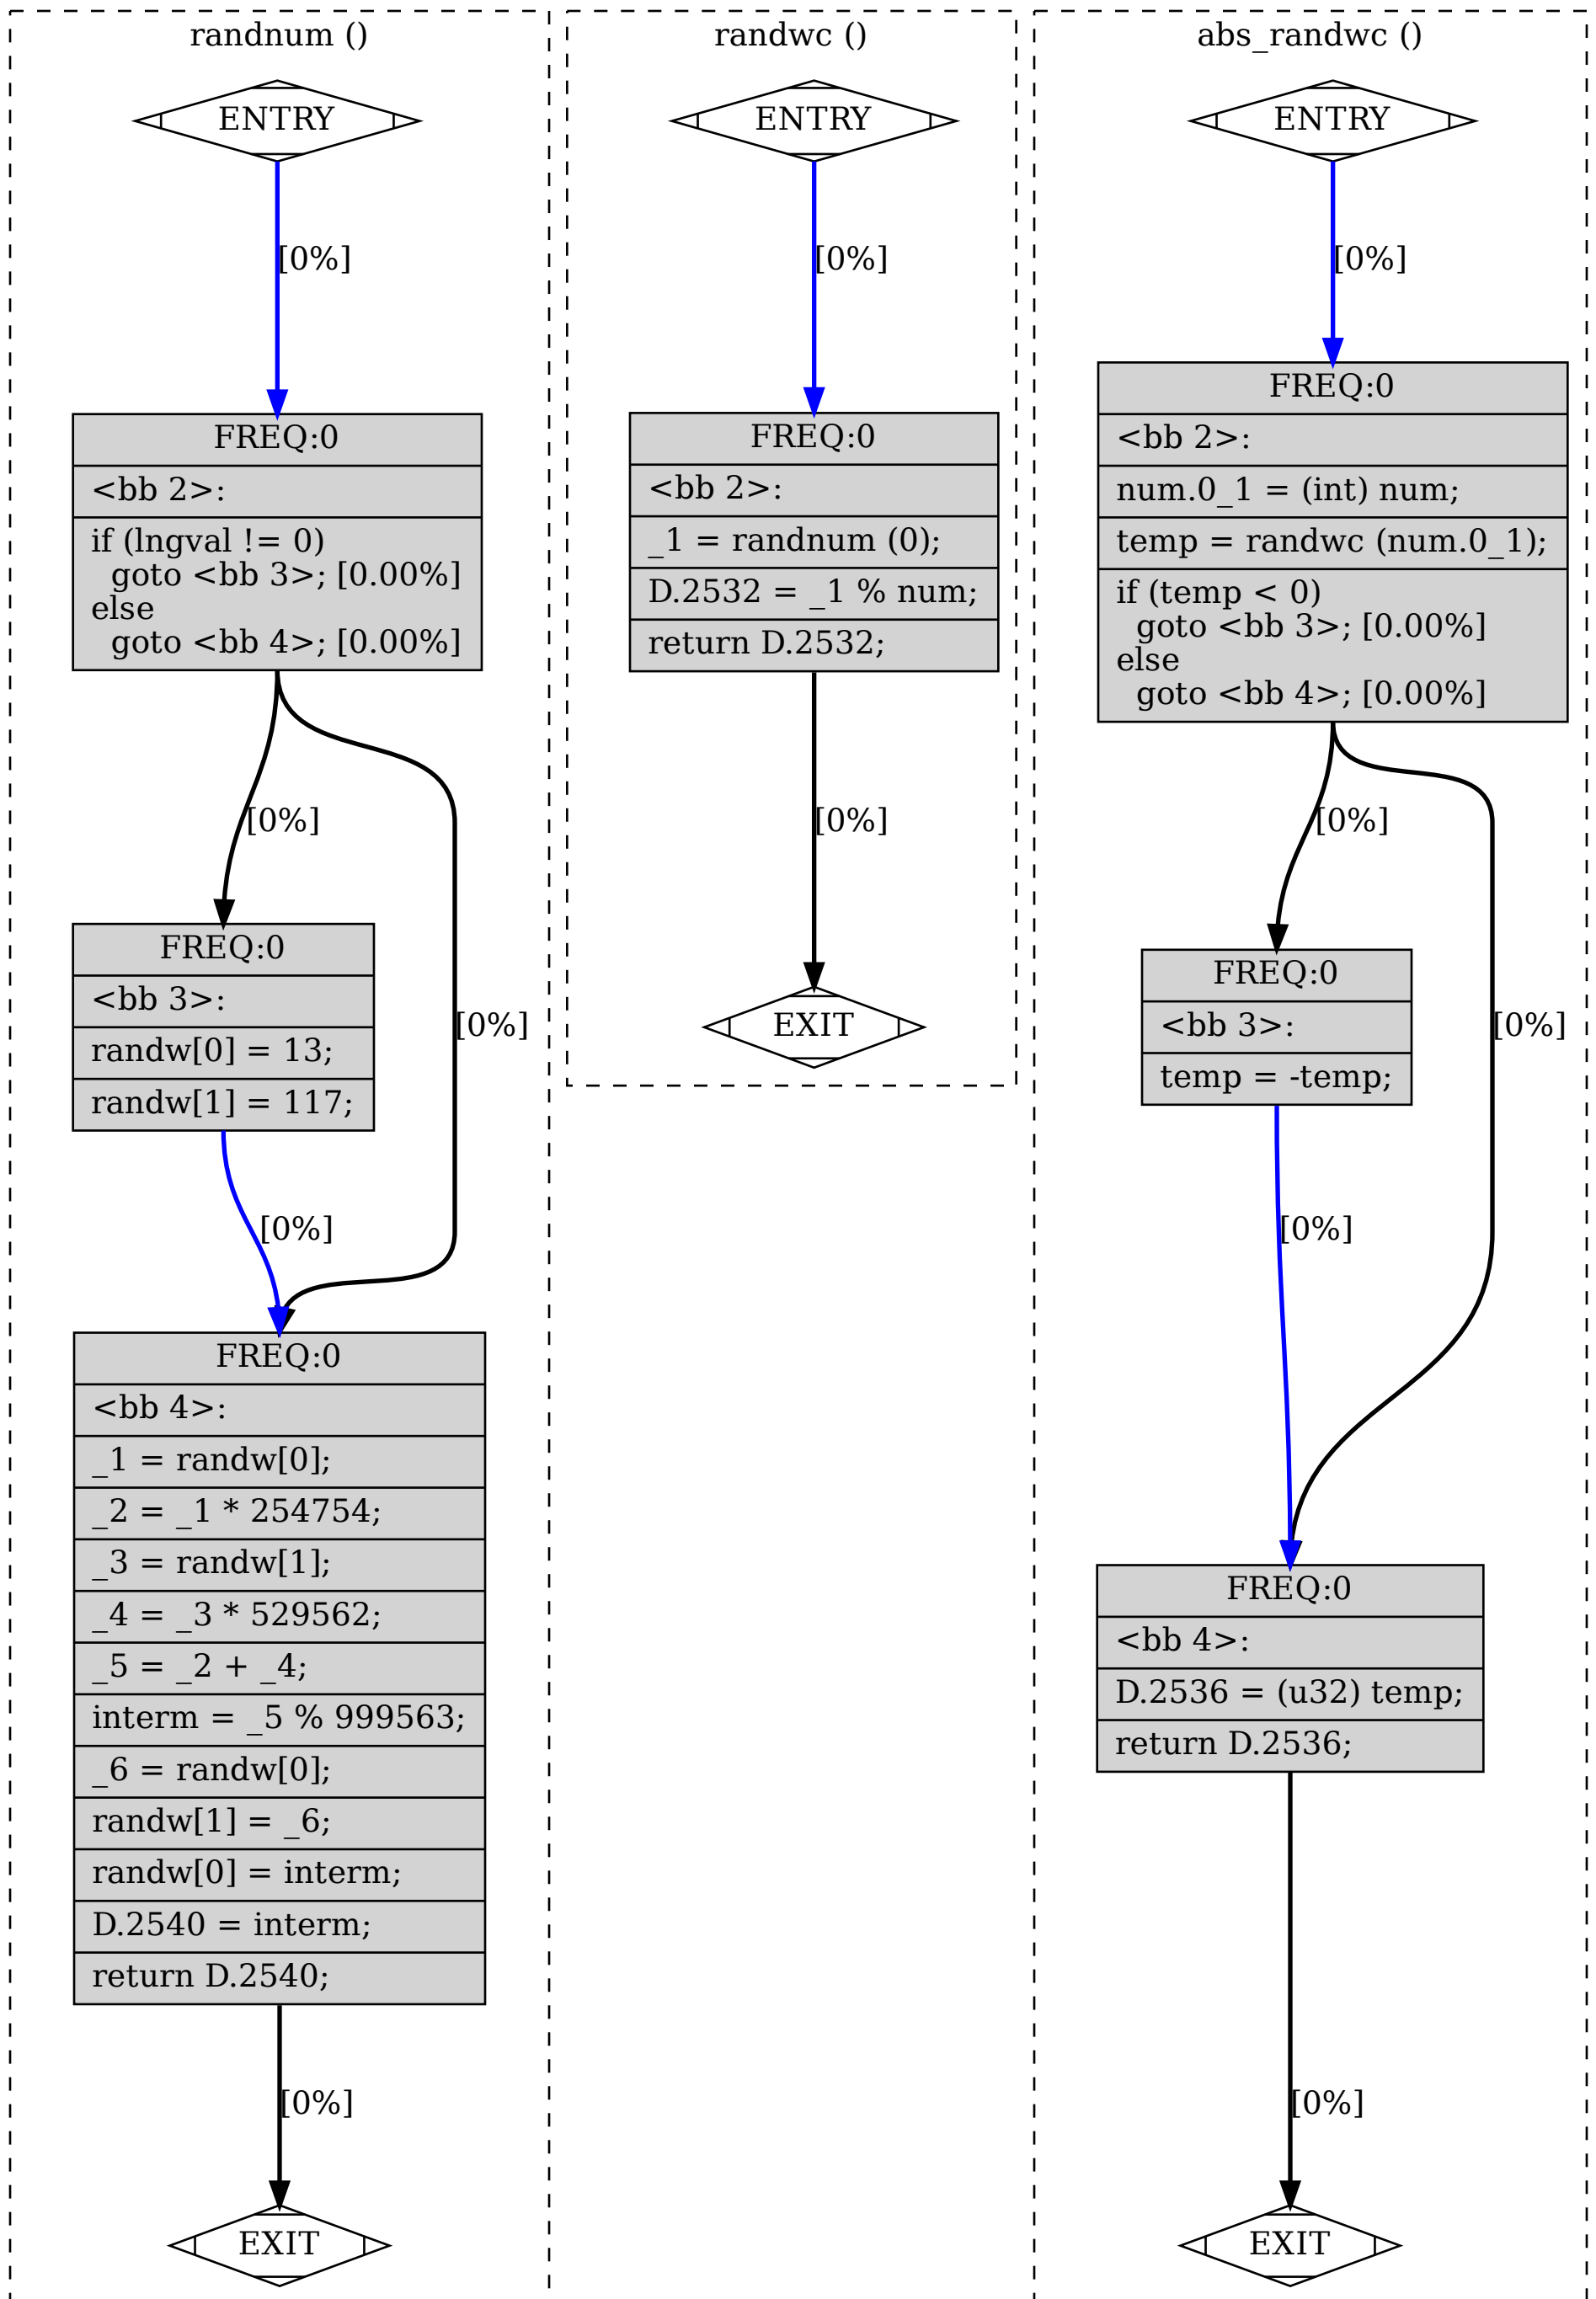 randnum ()
ENTRY
[0%]
FREQ:0
<bb 2>:
if (lngval != 0)
goto <bb 3>; [0.00%]
else
goto <bb 4>; [0.00%]
[0%]
[0%]
FREQ:0
<bb 3>:
randw[0] = 13;
randw[1] = 117;
[0%]
FREQ:0
<bb 4>:
_1 = randw[0];
_2 = _1 * 254754;
_3 = randw[1];
_4 = _3 * 529562;
_5 = _2 + _4;
interm = _5 % 999563;
_6 = randw[0];
randw[1] = _6;
randw[0] = interm;
D.2540 = interm;
return D.2540;
[0%]
EXIT
randwc ()
ENTRY
[0%]
FREQ:0
<bb 2>:
_1 = randnum (0);
D.2532 = _1 % num;
return D.2532;
[0%]
EXIT
abs_randwc ()
ENTRY
[0%]
FREQ:0
<bb 2>:
num.0_1 = (int) num;
temp = randwc (num.0_1);
if (temp < 0)
goto <bb 3>; [0.00%]
else
goto <bb 4>; [0.00%]
[0%]
[0%]
FREQ:0
<bb 3>:
temp = -temp;
[0%]
FREQ:0
<bb 4>:
D.2536 = (u32) temp;
return D.2536;
[0%]
EXIT